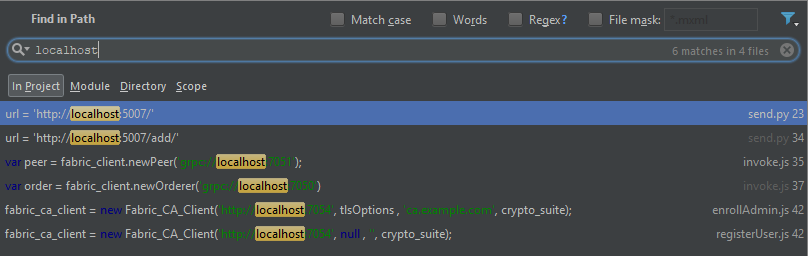 Find in Path Match case Words Regex? File mask: *.msml
localhost 6 matches in 4 files
In Project Module Directory Scope
url = 'http://localhost:5007/' send.py 23
url = 'http://localhost:5007/add/' send.py 34
var peer = fabric_client.newPeer('grpc://localhost:7051'); invoke.js 35
var order = fabric_client.newOrderer('grpc://localhost:7050') invoke.js 37
fabric_ca_client = new Fabric_CA_Client('http://localhost:7054', tlsOptions , 'ca.example.com', crypto_suite); enrollAdmin.js 42
fabric_ca_client = new Fabric_CA_Client('http://localhost:7054', null , '', crypto_suite); registerUser.js 42